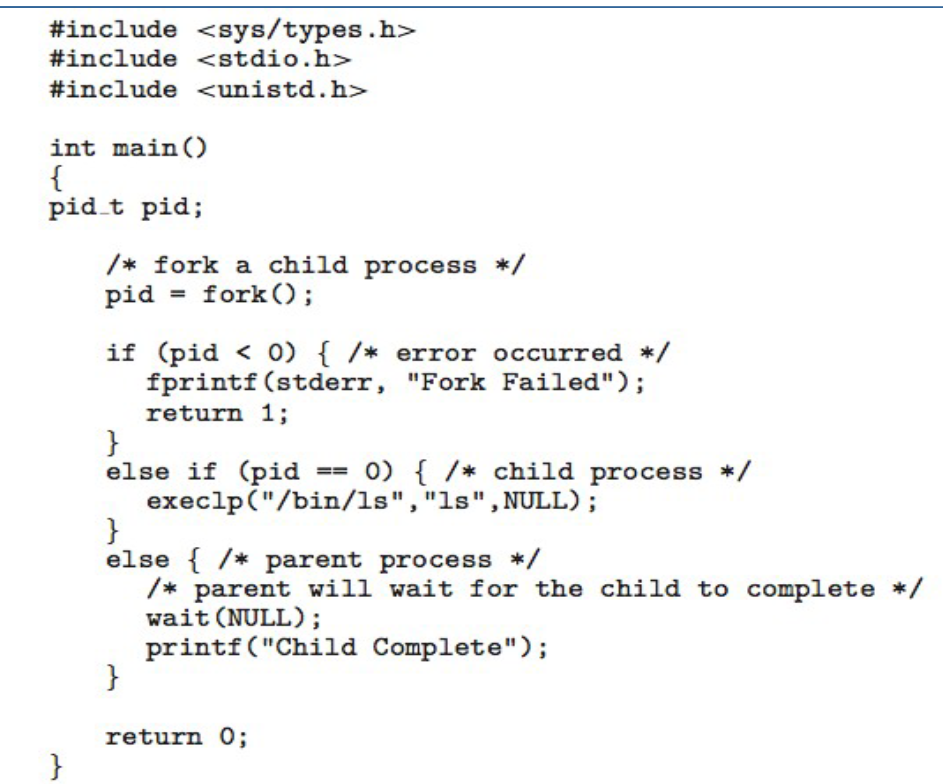 #include <sys/types.h>
#include <stdio.h>
#include <unistd.h>
int main()
{
pid_t pid;
/* fork a child process */
pid = fork();
if (pid < 0) { /* error occurred */
fprintf(stderr, "Fork Failed");
return 1;
}
else if (pid == 0) { /* child process */
execlp("/bin/ls","ls",NULL);
}
else { /* parent process */
/* parent will wait for the child to complete */
wait(NULL);
printf("Child Complete");
}
return 0;
}